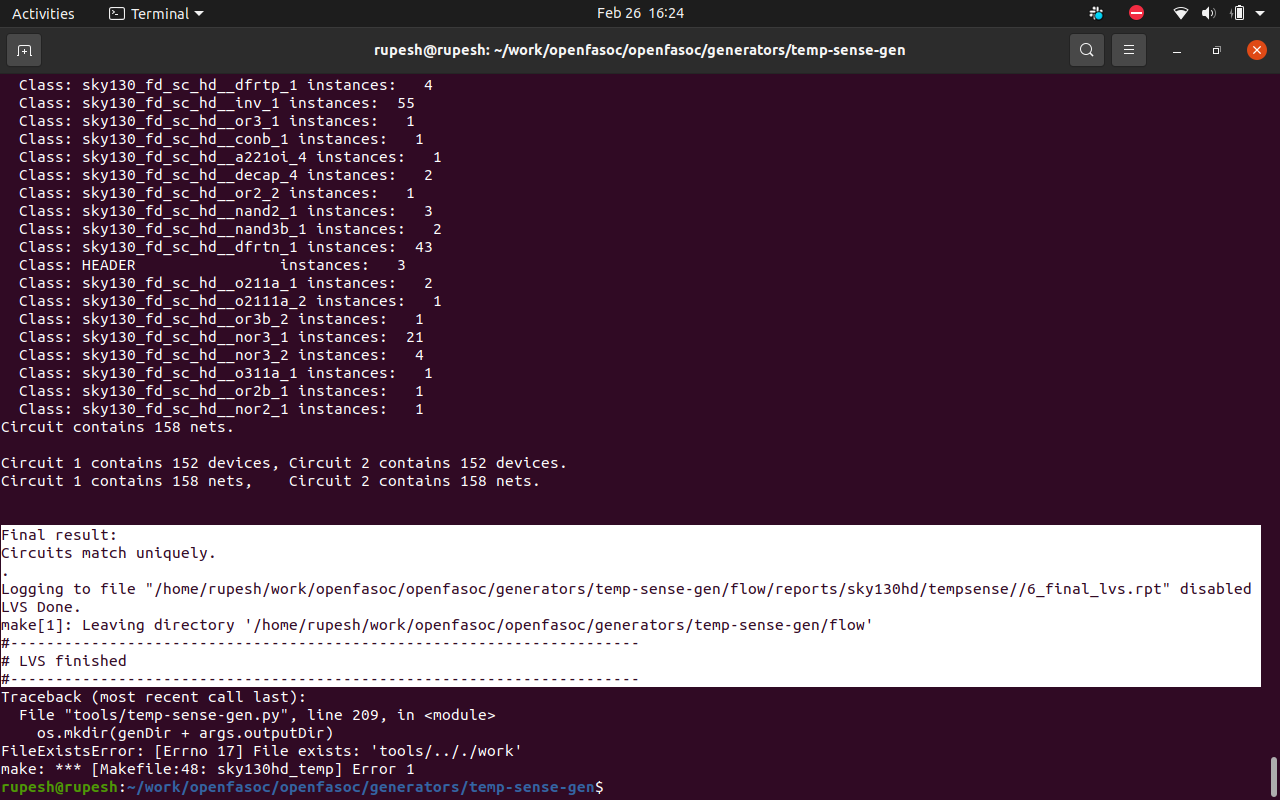 Activities Terminal Feb 26 16:24
rupesh@rupesh: ~/work/openfasoc/openfasoc/generators/temp-sense-gen
Class: sky130_fd_sc_hd__dfrtp_1 instances:   4
Class: sky130_fd_sc_hd__inv_1 instances:  55
Class: sky130_fd_sc_hd__or3_1 instances:   1
Class: sky130_fd_sc_hd__conb_1 instances:   1
Class: sky130_fd_sc_hd__a221oi_4 instances:   1
Class: sky130_fd_sc_hd__decap_4 instances:   2
Class: sky130_fd_sc_hd__or2_2 instances:   1
Class: sky130_fd_sc_hd__nand2_1 instances:   3
Class: sky130_fd_sc_hd__nand3b_1 instances:   2
Class: sky130_fd_sc_hd__dfrtn_1 instances:  43
Class: HEADER                instances:   3
Class: sky130_fd_sc_hd__o211a_1 instances:   2
Class: sky130_fd_sc_hd__o2111a_2 instances:   1
Class: sky130_fd_sc_hd__or3b_2 instances:   1
Class: sky130_fd_sc_hd__nor3_1 instances:  21
Class: sky130_fd_sc_hd__nor3_2 instances:   4
Class: sky130_fd_sc_hd__o311a_1 instances:   1
Class: sky130_fd_sc_hd__or2b_1 instances:   1
Class: sky130_fd_sc_hd__nor2_1 instances:   1
Circuit contains 158 nets.
Circuit 1 contains 152 devices, Circuit 2 contains 152 devices.
Circuit 1 contains 158 nets,    Circuit 2 contains 158 nets.
Final result:
Circuits match uniquely.
.
Logging to file "/home/rupesh/work/openfasoc/openfasoc/generators/temp-sense-gen/flow/reports/sky130hd/tempsense//6_final_lvs.rpt" disabled
LVS Done.
make[1]: Leaving directory '/home/rupesh/work/openfasoc/openfasoc/generators/temp-sense-gen/flow'
#----------------------------------------------------------------------
# LVS finished
#----------------------------------------------------------------------
Traceback (most recent call last):
  File "tools/temp-sense-gen.py", line 209, in <module>
    os.mkdir(genDir + args.outputDir)
FileExistsError: [Errno 17] File exists: 'tools/.././work'
make: *** [Makefile:48: sky130hd_temp] Error 1
rupesh@rupesh:~/work/openfasoc/openfasoc/generators/temp-sense-gen$